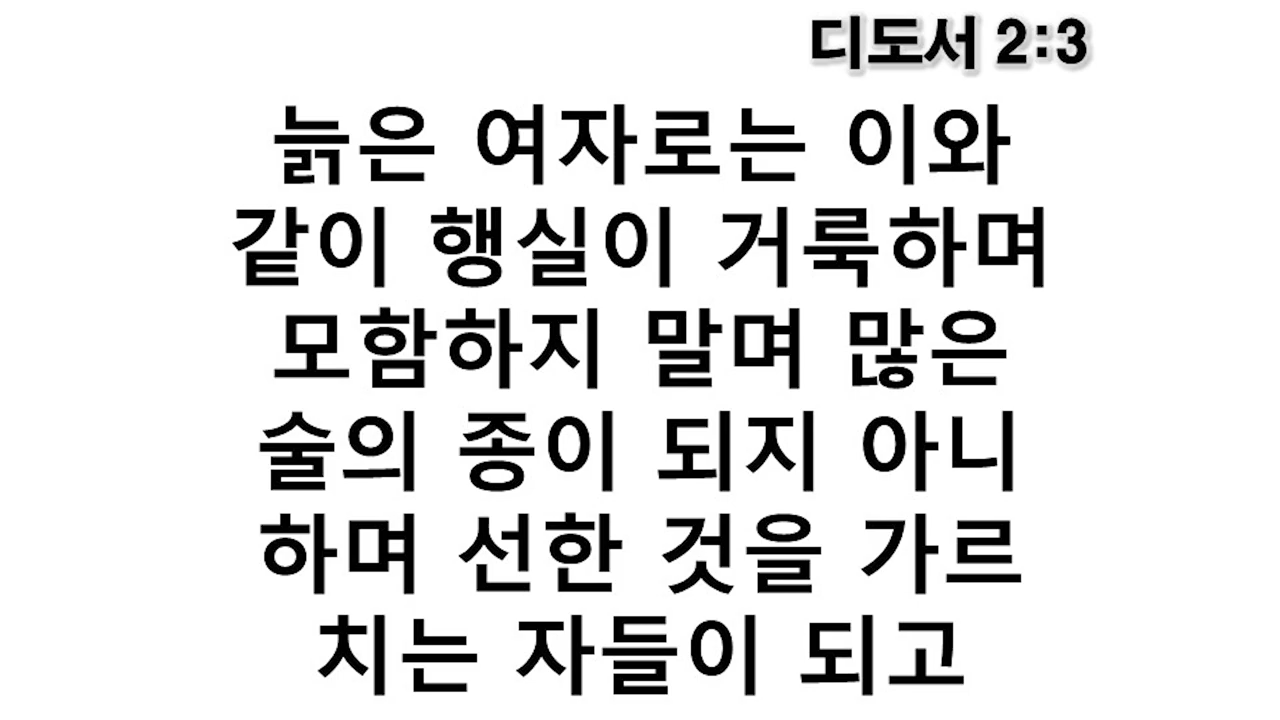 디도서 2:3
늙은 여자로는 이와
같이 행실이 거룩하며
모함하지 말며 많은
술의 종이 되지 아니
하며 선한 것을 가르
치는 자들이 되고